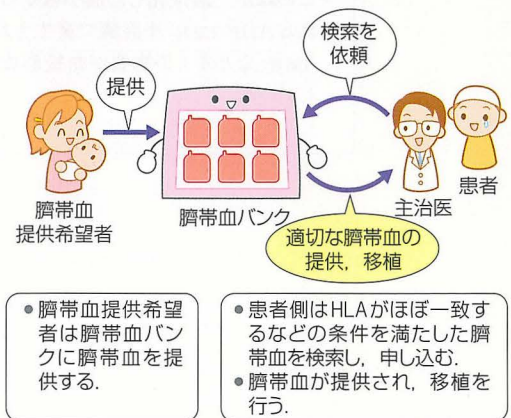 検索を
依頼
提供
臍帯血
提供希望者
臍帯血バンク
主治医
患者
適切な臍帯血の
提供，移植
●臍帯血提供希望
者は臍帯血バン
クに臍帯血を提
供する．
●患者側はHLAがほぼ一致す
るなどの条件を満たした臍
帯血を検索し，申し込む．
●臍帯血が提供され，移植を
行う．